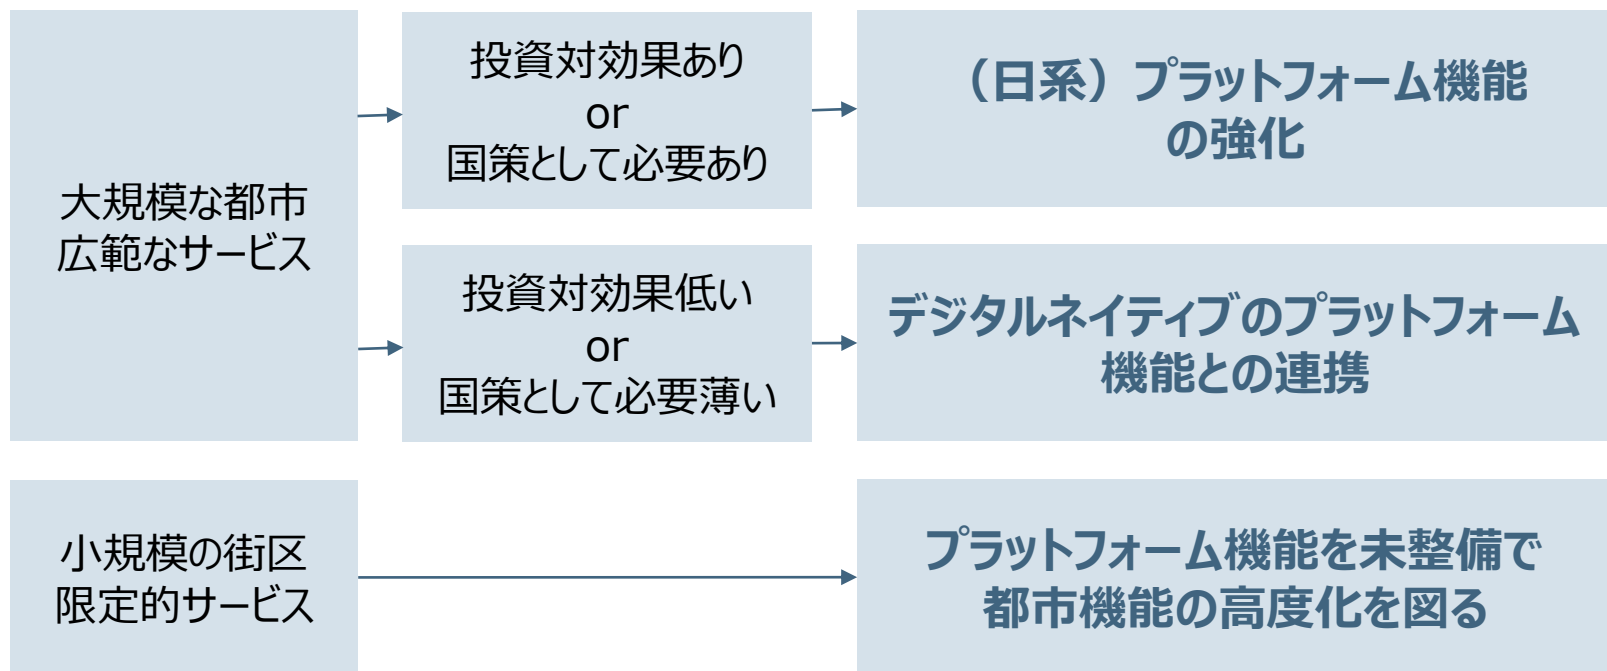 大規模な都市
広範なサービス
投資対効果あり
or
国策として必要あり
（日系）プラットフォーム機能
の強化
投資対効果低い
or
国策として必要薄い
デジタルネイティブのプラットフォーム
機能との連携
小規模の街区
限定的サービス
プラットフォーム機能を未整備で
都市機能の高度化を図る